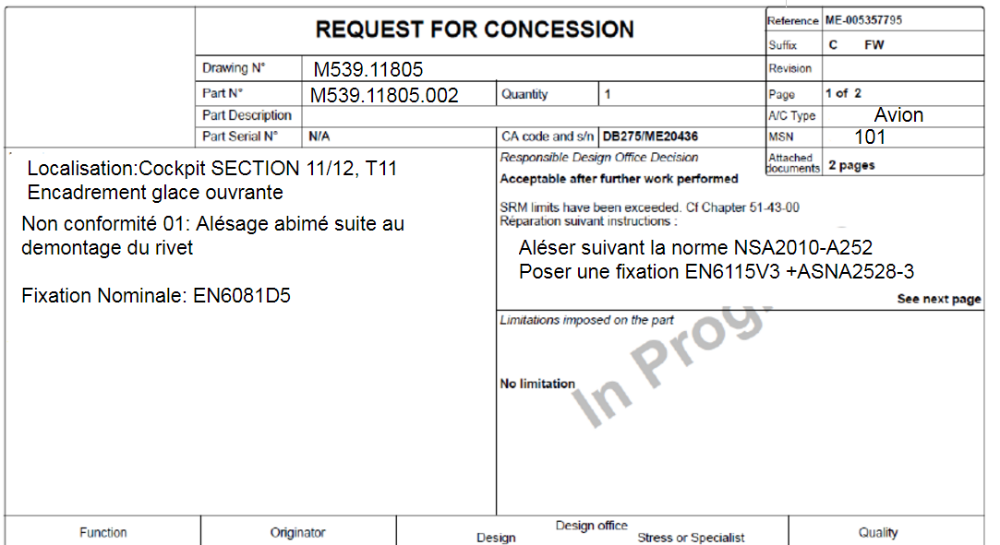 REQUEST FOR CONCESSION
Reference ME-005357795
Suffix C FW
Drawing N° M539.11805
Revision
Part N° M539.11805.002 Quantity 1
Page 1 of 2
Part Description
A/C Type Avion
Part Serial N° N/A CA code and s/n DB275/ME20436
MSN 101
Attached
documents 2 pages
Localisation:Cockpit SECTION 11/12, T11
Encadrement glace ouvrante
Non conformité 01: Alésage abimé suite au
demontage du rivet
Fixation Nominale: EN6081D5
Responsible Design Office Decision
Acceptable after further work performed
SRM limits have been exceeded. Cf Chapter 51-43-00
Réparation suivant instructions :
Aléser suivant la norme NSA2010-A252
Poser une fixation EN6115V3 +ASNA2528-3
See next page
Limitations imposed on the part
In Prog.
No limitation
Function Originator Design office Quality
Design Stress or Specialist